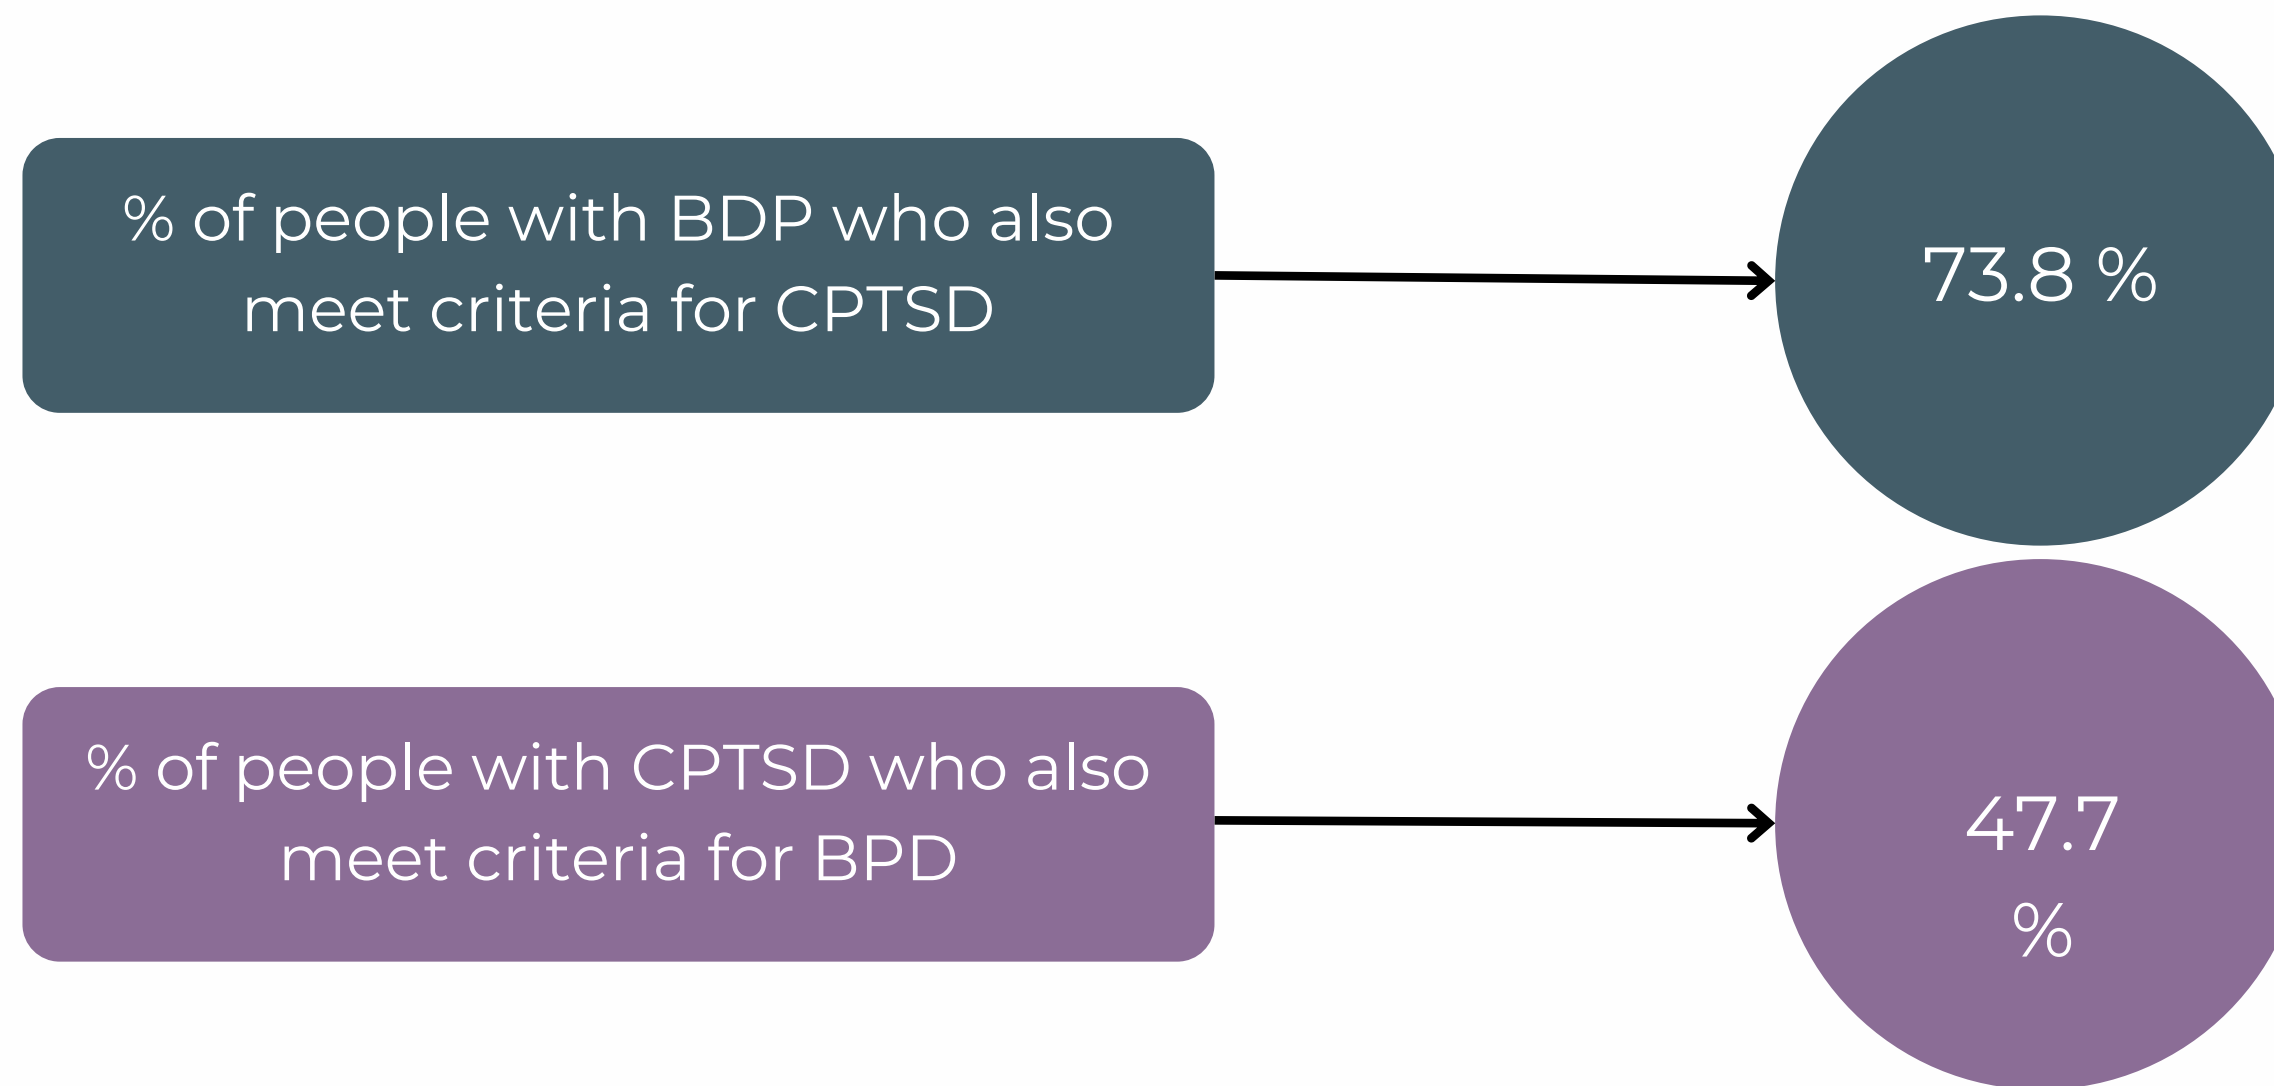 % of people with BDP who also
meet criteria for CPTSD
73.8 %
% of people with CPTSD who also
meet criteria for BPD
47.7
%